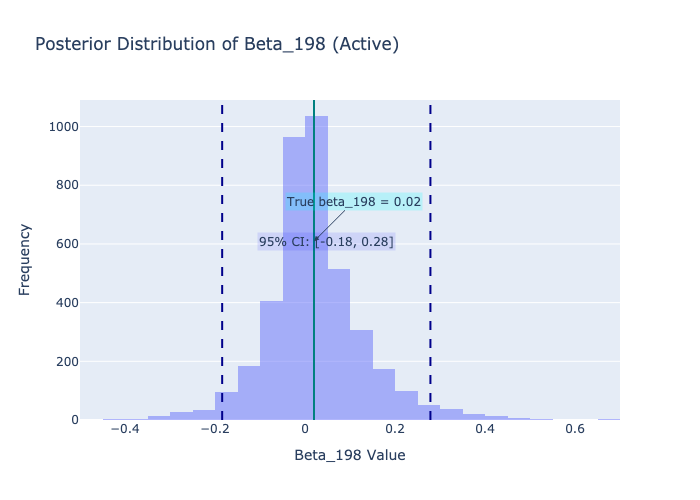 Posterior Distribution of Beta_198 (Active)
1000
800
600
400
200
0
True beta_198 = 0.02
95% CI: [-0.18, 0.28]
−0.4
−0.2
0
0.2
0.4
0.6
Frequency
Beta_198 Value